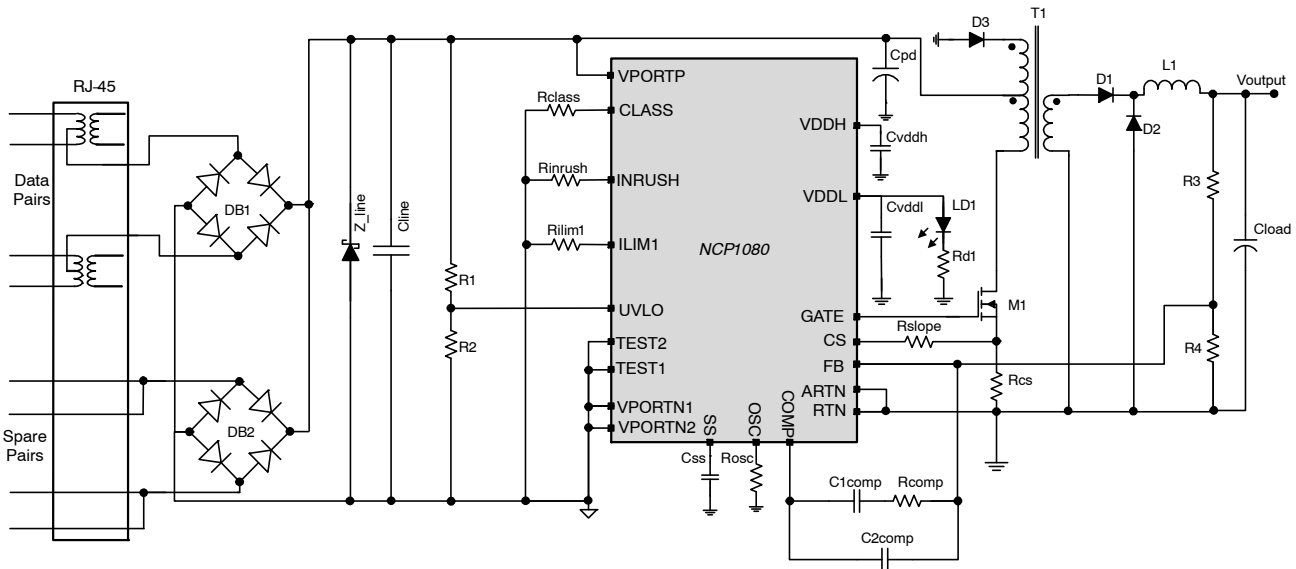 RJ-45
Data
Pairs
Spare
Pairs
DB1
DB2
Z_line
Cline
R1
R2
Rclass
Rinrush
Rilim1
VPORTP
CLASS
INRUSH
ILIM1
UVLO
TEST2
TEST1
VPORTN1
VPORTN2
NCP1080
VDDH
VDDL
GATE
CS
FB
ARTN
RTN
SS
OSC
COMP
Css
Rosc
C1comp
Rcomp
C2comp
Cpd
Cvddh
Cvddl
LD1
Rd1
Rslope
Rcs
M1
D3
T1
D1
D2
L1
Voutput
R3
R4
Cload